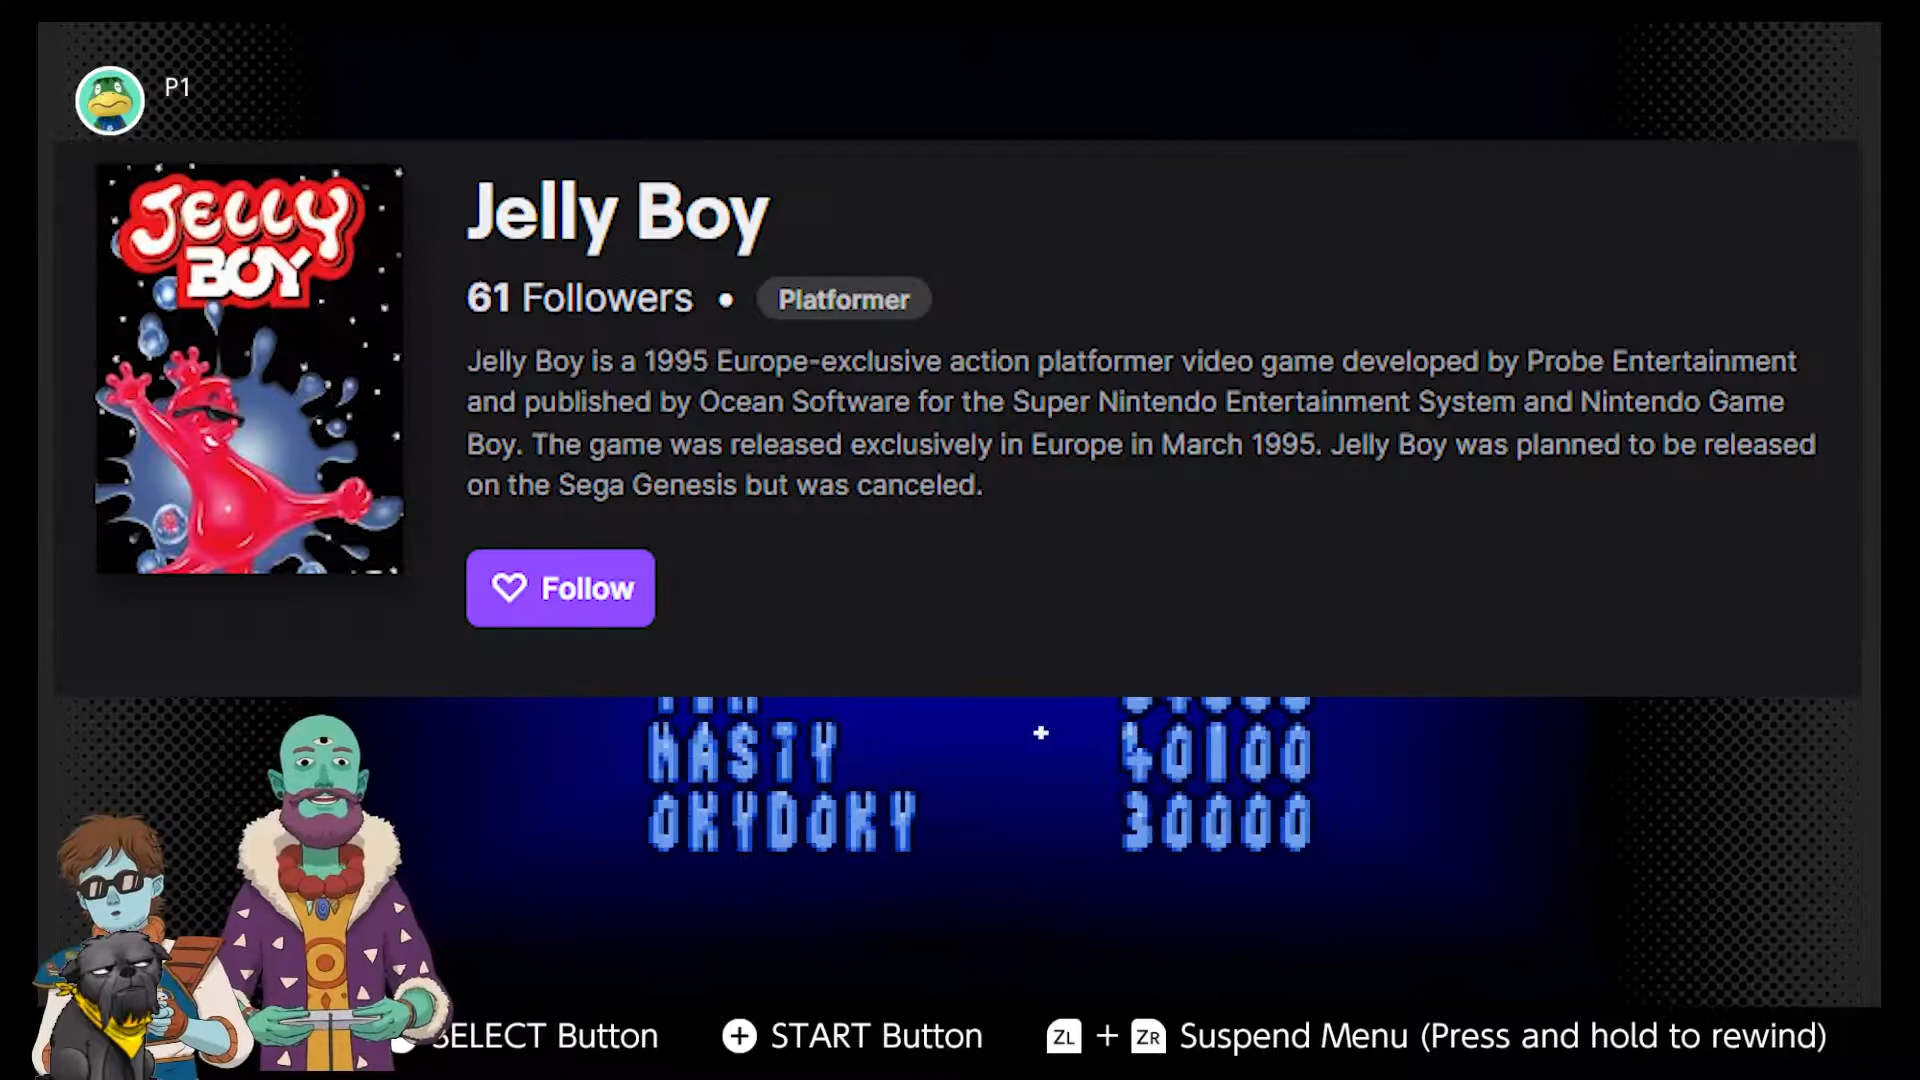 P1
JELLY
BOY
Jelly Boy
61 Followers • Platformer
Jelly Boy is a 1995 Europe-exclusive action platformer video game developed by Probe Entertainment
and published by Ocean Software for the Super Nintendo Entertainment System and Nintendo Game
Boy. The game was released exclusively in Europe in March 1995. Jelly Boy was planned to be released
on the Sega Genesis but was canceled.
Follow
NASTY 40100
OKYDOKY 30000
SELECT Button + START Button ZL + ZR Suspend Menu (Press and hold to rewind)